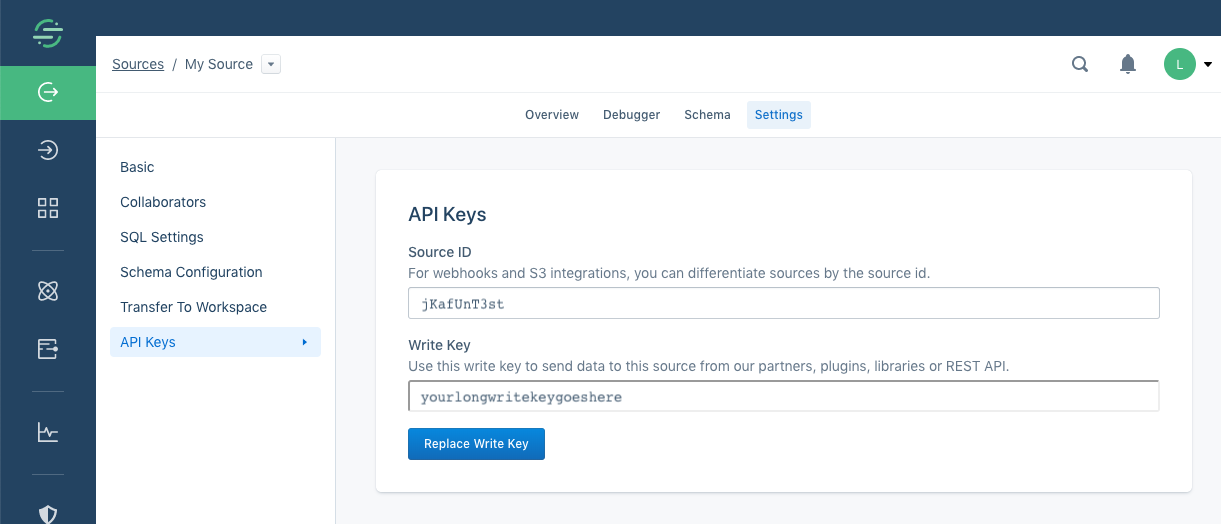 Sources / My Source
L
Overview Debugger Schema Settings
Basic
Collaborators
SQL Settings
Schema Configuration
Transfer To Workspace
API Keys
API Keys
Source ID
For webhooks and S3 integrations, you can differentiate sources by the source id.
jKafUnT3st
Write Key
Use this write key to send data to this source from our partners, plugins, libraries or REST API.
yourlongwritekeygoeshere
Replace Write Key